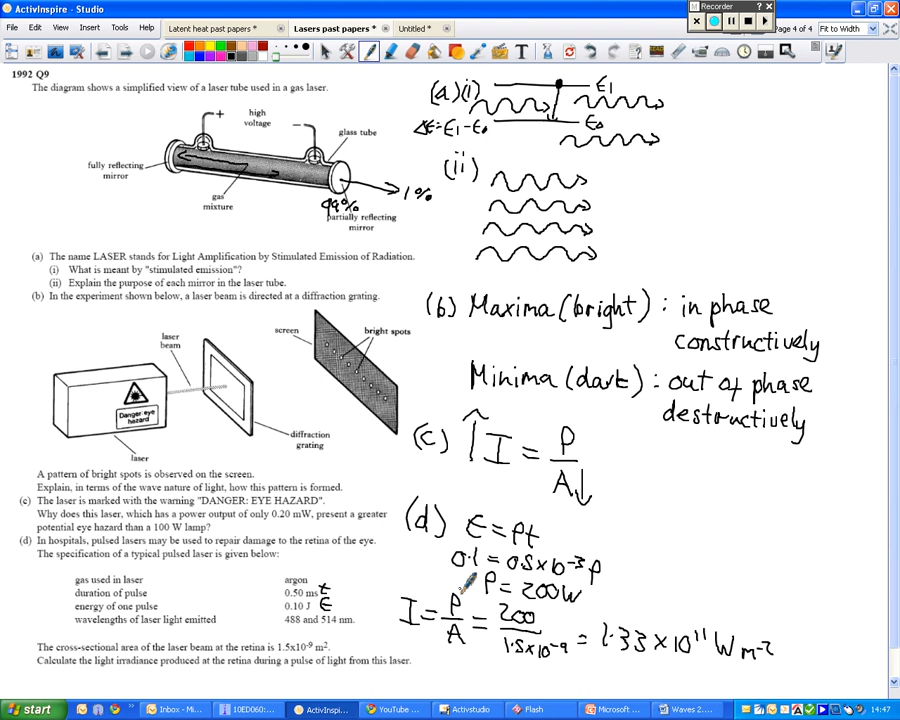 ActivInspire - Studio
Recorder
File Edit View Insert Tools Help
Latent heat past papers *
Lasers past papers *
Untitled *
Page 4 of 4
Fit to Width
1992 Q9
The diagram shows a simplified view of a laser tube used in a gas laser.
+
high
voltage
−
glass tube
fully reflecting
mirror
gas
mixture
99%
1%
partially reflecting
mirror
(a) The name LASER stands for Light Amplification by Stimulated Emission of Radiation.
(i) What is meant by "stimulated emission"?
(ii) Explain the purpose of each mirror in the laser tube.
(b) In the experiment shown below, a laser beam is directed at a diffraction grating.
laser
beam
screen
bright spots
Danger: eye
hazard
diffraction
grating
laser
A pattern of bright spots is observed on the screen.
Explain, in terms of the wave nature of light, how this pattern is formed.
(c) The laser is marked with the warning "DANGER: EYE HAZARD".
Why does this laser, which has a power output of only 0.20 mW, present a greater
potential eye hazard than a 100 W lamp?
(d) In hospitals, pulsed lasers may be used to repair damage to the retina of the eye.
The specification of a typical pulsed laser is given below:
gas used in laser argon
duration of pulse 0.50 ms t
energy of one pulse 0.10 J E
wavelengths of laser light emitted 488 and 514 nm.
The cross-sectional area of the laser beam at the retina is 1.5x10⁻⁹ m².
Calculate the light irradiance produced at the retina during a pulse of light from this laser.
(a)(i) E₁
ΔE=E₁-E₀ E₀
(ii)
(b) Maxima (bright) : in phase
constructively
Minima (dark) : out of phase
destructively
(c) ↑I = P/A↓
(d) E = Pt
0.1 = 0.5x10⁻³ P
P = 200W
I = P/A = 200/1.5x10⁻⁹ = 1.33 x 10¹¹ W m⁻²
start
Inbox - Mi...
10ED060: ...
ActivInspi...
YouTube ...
Activstudio
Flash
Microsoft ...
Waves 2...
14:47